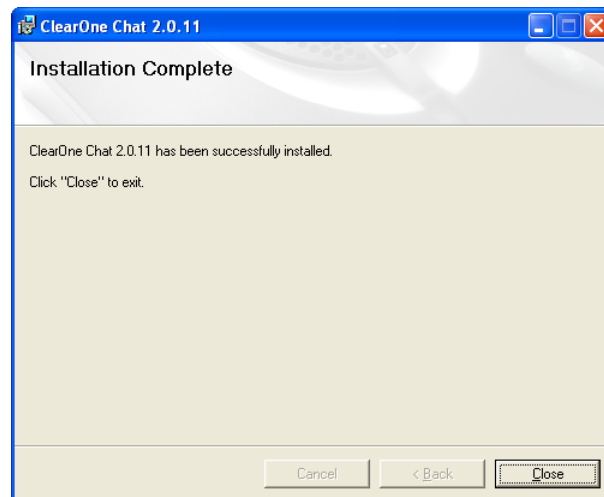 ClearOne Chat 2.0.11
Installation Complete
ClearOne Chat 2.0.11 has been successfully installed.
Click "Close" to exit.
Cancel
< Back
Close